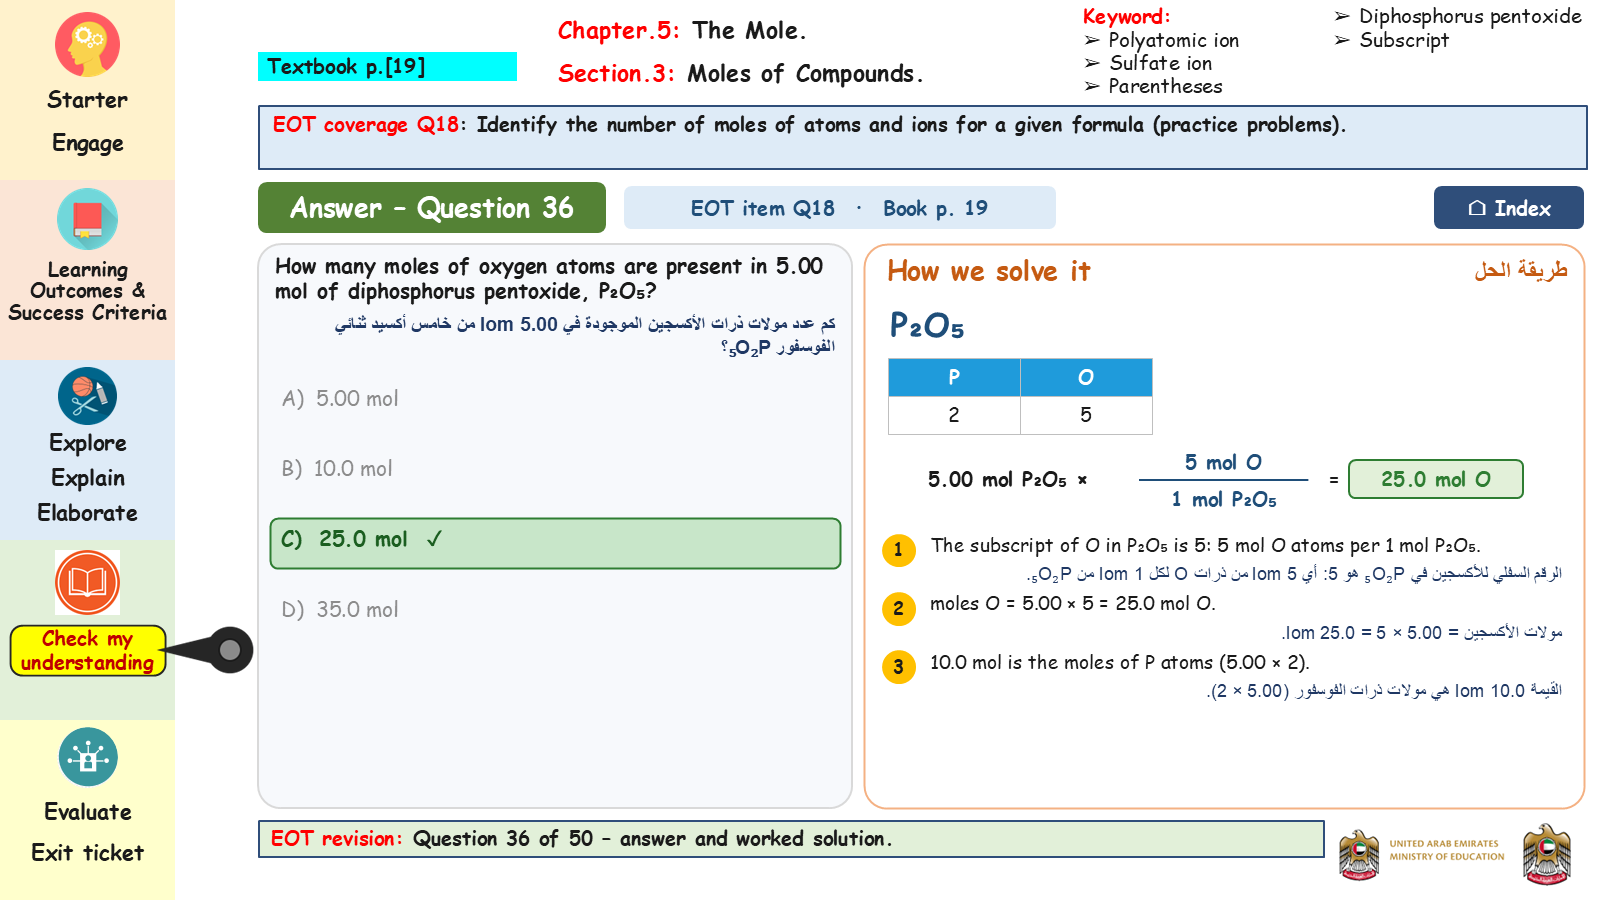 Starter
Engage
Learning
Outcomes &
Success Criteria
Explore
Explain
Elaborate
Check my
understanding
Evaluate
Exit ticket
Textbook p.[19]
Chapter.5: The Mole.
Section.3: Moles of Compounds.
Keyword:
➢ Polyatomic ion
➢ Sulfate ion
➢ Parentheses
➢ Diphosphorus pentoxide
➢ Subscript
EOT coverage Q18: Identify the number of moles of atoms and ions for a given formula (practice problems).
Answer – Question 36
EOT item Q18 · Book p. 19
☖ Index
How many moles of oxygen atoms are present in 5.00
mol of diphosphorus pentoxide, P₂O₅?
كم عدد مولات ذرات الأكسجين الموجودة في 5.00 lom من خامس أكسيد ثنائي
الفوسفور ₅O₂P؟
A) 5.00 mol
B) 10.0 mol
C) 25.0 mol ✓
D) 35.0 mol
How we solve it
طريقة الحل
P₂O₅
P O
2 5
5 mol O
5.00 mol P₂O₅ × = 25.0 mol O
1 mol P₂O₅
1 The subscript of O in P₂O₅ is 5: 5 mol O atoms per 1 mol P₂O₅.
الرقم السفلي للأكسجين في ₅O₂P هو 5: أي 5 lom من ذرات O لكل 1 lom من ₅O₂P.
2 moles O = 5.00 × 5 = 25.0 mol O.
مولات الأكسجين = 5.00 × 5 = 25.0 lom.
3 10.0 mol is the moles of P atoms (5.00 × 2).
القيمة 10.0 lom هي مولات ذرات الفوسفور (5.00 × 2).
EOT revision: Question 36 of 50 – answer and worked solution.
UNITED ARAB EMIRATES
MINISTRY OF EDUCATION